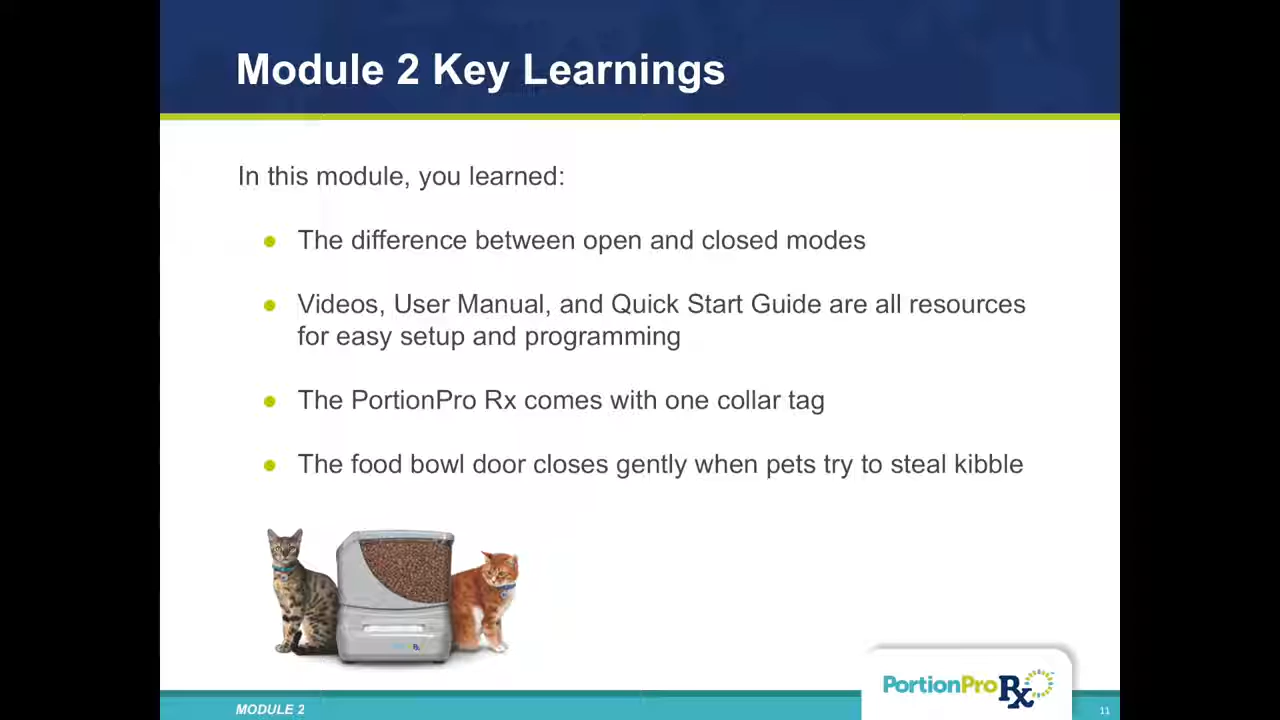 Module 2 Key Learnings
In this module, you learned:
The difference between open and closed modes
Videos, User Manual, and Quick Start Guide are all resources
for easy setup and programming
The PortionPro Rx comes with one collar tag
The food bowl door closes gently when pets try to steal kibble
PortionPro Rx
MODULE 2
11